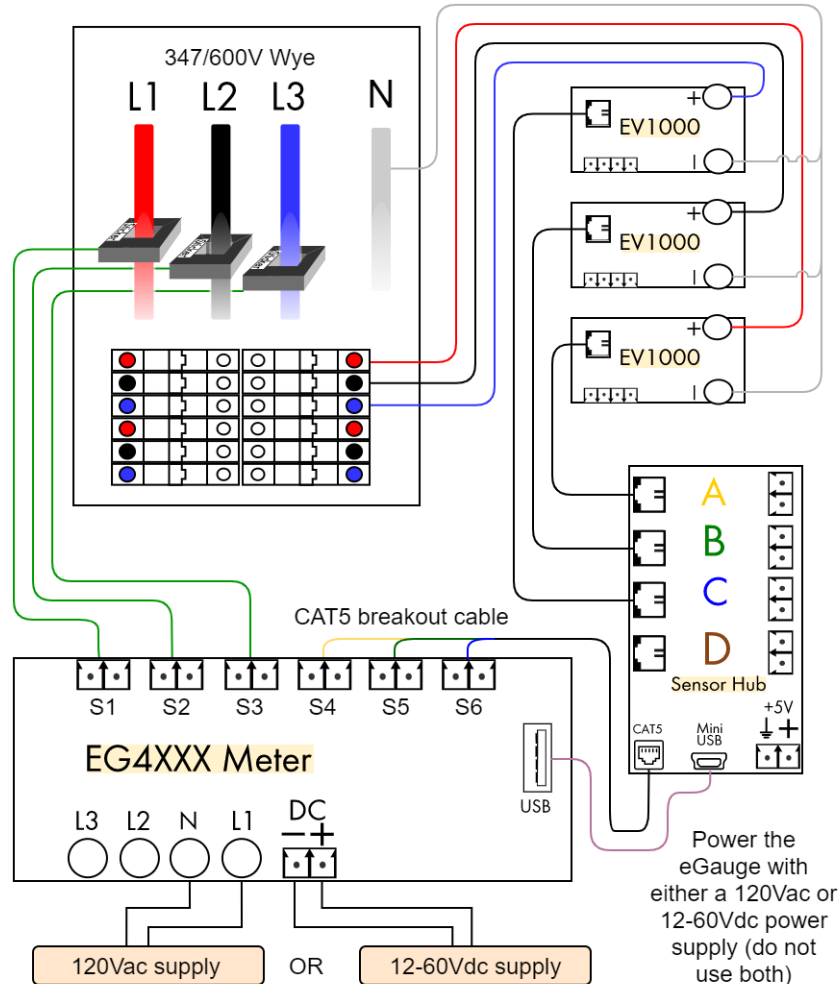 347/600V Wye
L1 L2 L3 N
+
EV1000
–
+
EV1000
–
+
EV1000
–
A
B
C
D
Sensor Hub
+5V
CAT5
Mini
USB
+
CAT5 breakout cable
S1 S2 S3 S4 S5 S6
EG4XXX Meter
USB
L3 L2 N L1
DC
– +
120Vac supply
OR
12-60Vdc supply
Power the
eGauge with
either a 120Vac or
12-60Vdc power
supply (do not
use both)